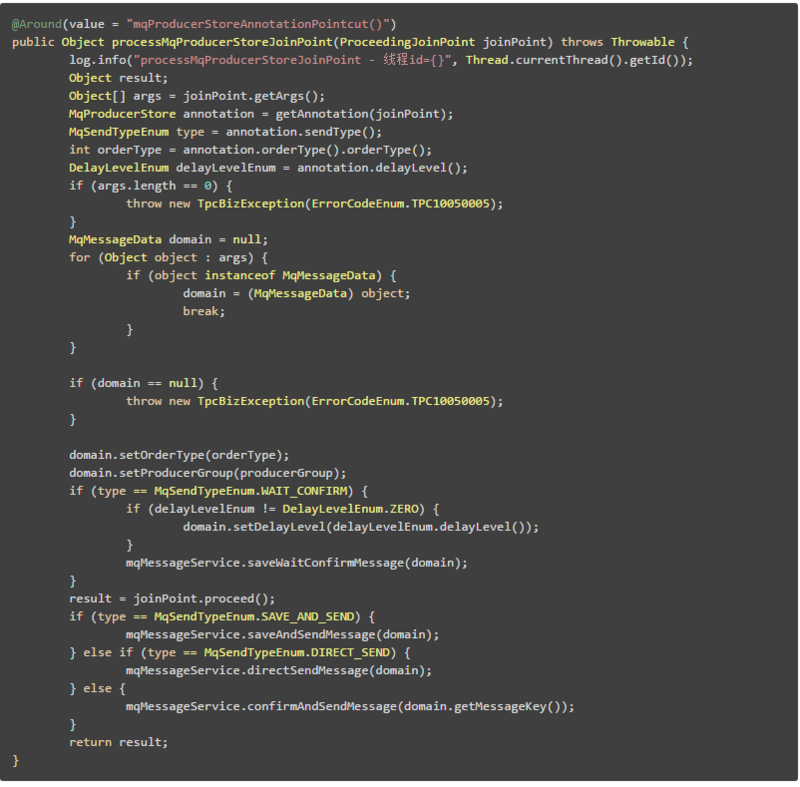 @Around(value = "mqProducerStoreAnnotationPointcut()")
public Object processMqProducerStoreJoinPoint(ProceedingJoinPoint joinPoint) throws Throwable {
log.info("processMqProducerStoreJoinPoint - 线程id={}", Thread.currentThread().getId());
Object result;
Object[] args = joinPoint.getArgs();
MqProducerStore annotation = getAnnotation(joinPoint);
MqSendTypeEnum type = annotation.sendType();
int orderType = annotation.orderType().orderType();
DelayLevelEnum delayLevelEnum = annotation.delayLevel();
if (args.length == 0) {
throw new TpcBizException(ErrorCodeEnum.TPC10050005);
}
MqMessageData domain = null;
for (Object object : args) {
if (object instanceof MqMessageData) {
domain = (MqMessageData) object;
break;
}
}
if (domain == null) {
throw new TpcBizException(ErrorCodeEnum.TPC10050005);
}
domain.setOrderType(orderType);
domain.setProducerGroup(producerGroup);
if (type == MqSendTypeEnum.WAIT_CONFIRM) {
if (delayLevelEnum != DelayLevelEnum.ZERO) {
domain.setDelayLevel(delayLevelEnum.delayLevel());
}
mqMessageService.saveWaitConfirmMessage(domain);
}
result = joinPoint.proceed();
if (type == MqSendTypeEnum.SAVE_AND_SEND) {
mqMessageService.saveAndSendMessage(domain);
} else if (type == MqSendTypeEnum.DIRECT_SEND) {
mqMessageService.directSendMessage(domain);
} else {
mqMessageService.confirmAndSendMessage(domain.getMessageKey());
}
return result;
}